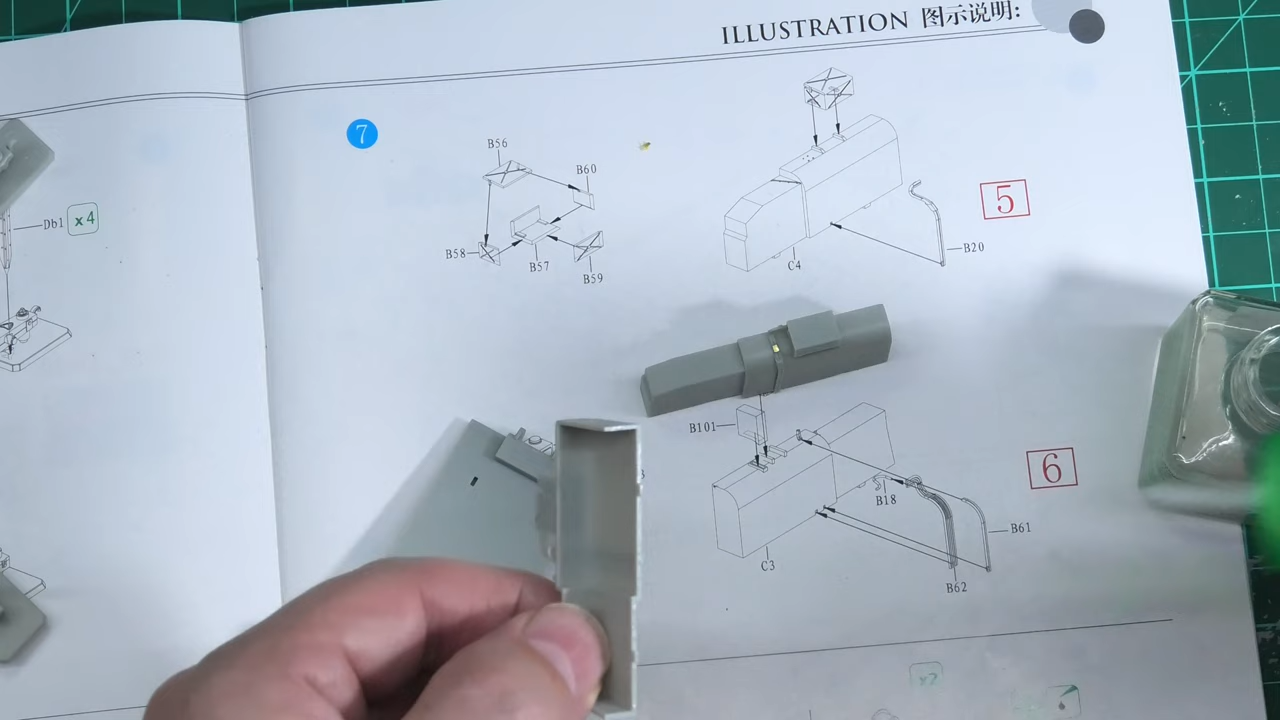 ILLUSTRATION 图示说明:
7
B56
B60
B58
B57
B59
Db1 x4
5
B20
C4
B101
6
B18
B61
C3
B62
x2